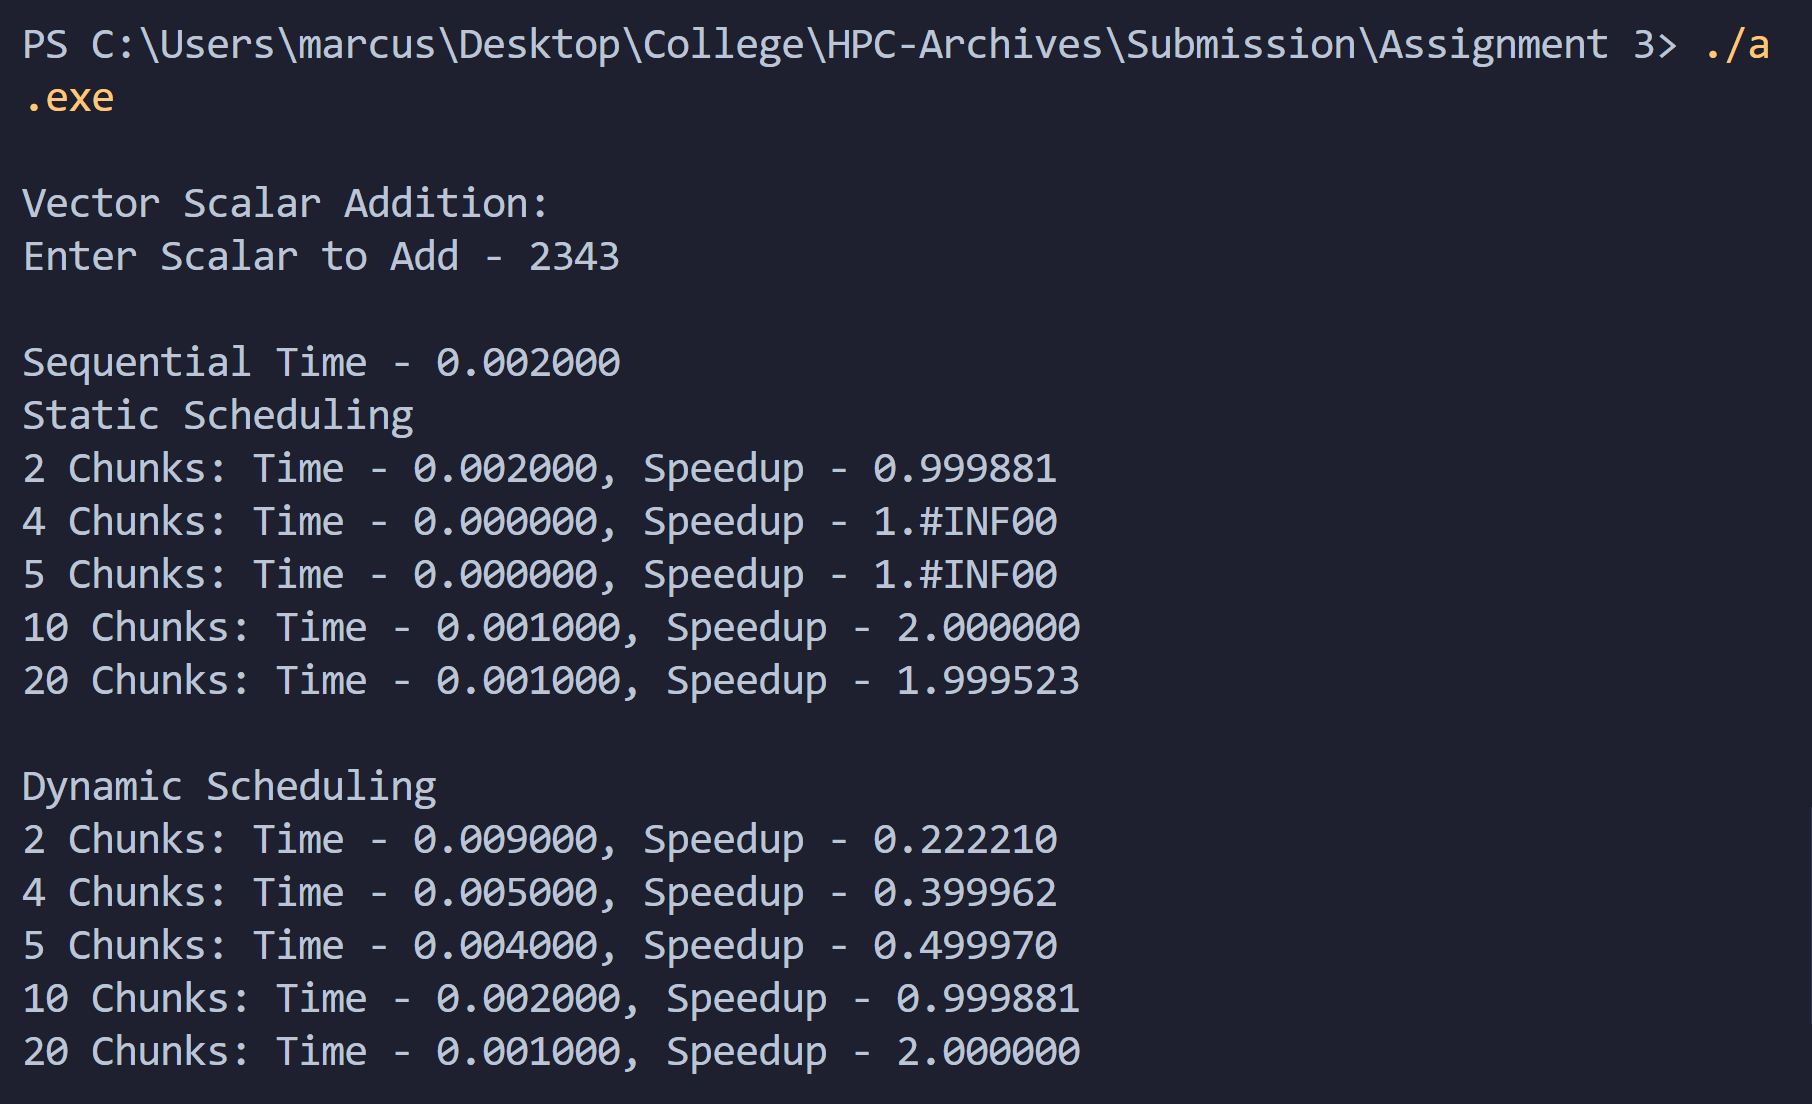 PS C:\Users\marcus\Desktop\College\HPC-Archives\Submission\Assignment 3> ./a
.exe
Vector Scalar Addition:
Enter Scalar to Add - 2343
Sequential Time - 0.002000
Static Scheduling
2 Chunks: Time - 0.002000, Speedup - 0.999881
4 Chunks: Time - 0.000000, Speedup - 1.#INF00
5 Chunks: Time - 0.000000, Speedup - 1.#INF00
10 Chunks: Time - 0.001000, Speedup - 2.000000
20 Chunks: Time - 0.001000, Speedup - 1.999523
Dynamic Scheduling
2 Chunks: Time - 0.009000, Speedup - 0.222210
4 Chunks: Time - 0.005000, Speedup - 0.399962
5 Chunks: Time - 0.004000, Speedup - 0.499970
10 Chunks: Time - 0.002000, Speedup - 0.999881
20 Chunks: Time - 0.001000, Speedup - 2.000000